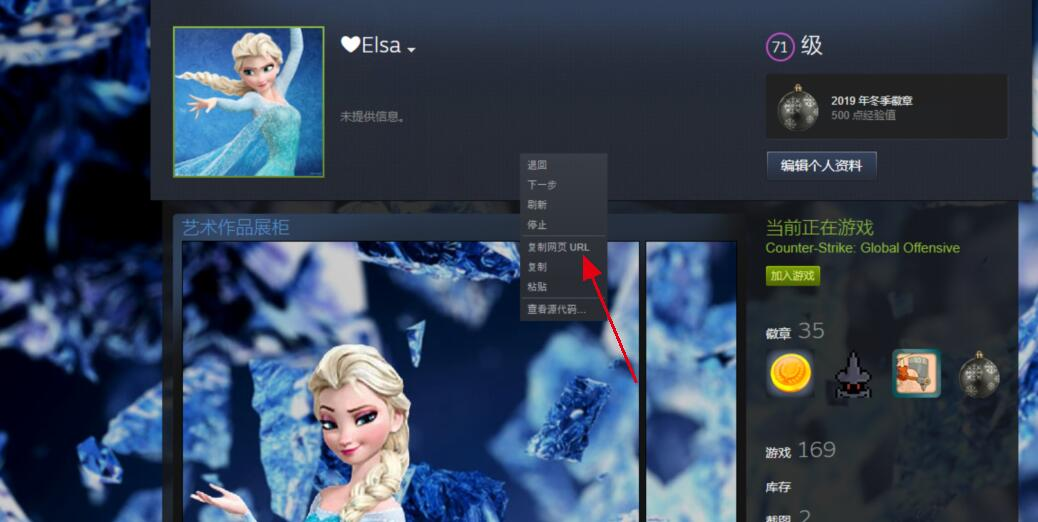 ♥Elsa
71 级
2019 年冬季徽章
500 点经验值
未提供信息。
编辑个人资料
退回
下一步
刷新
停止
复制网页 URL
复制
粘贴
查看源代码...
艺术作品展柜
当前正在游戏
Counter-Strike: Global Offensive
加入游戏
徽章 35
游戏 169
库存
截图 2